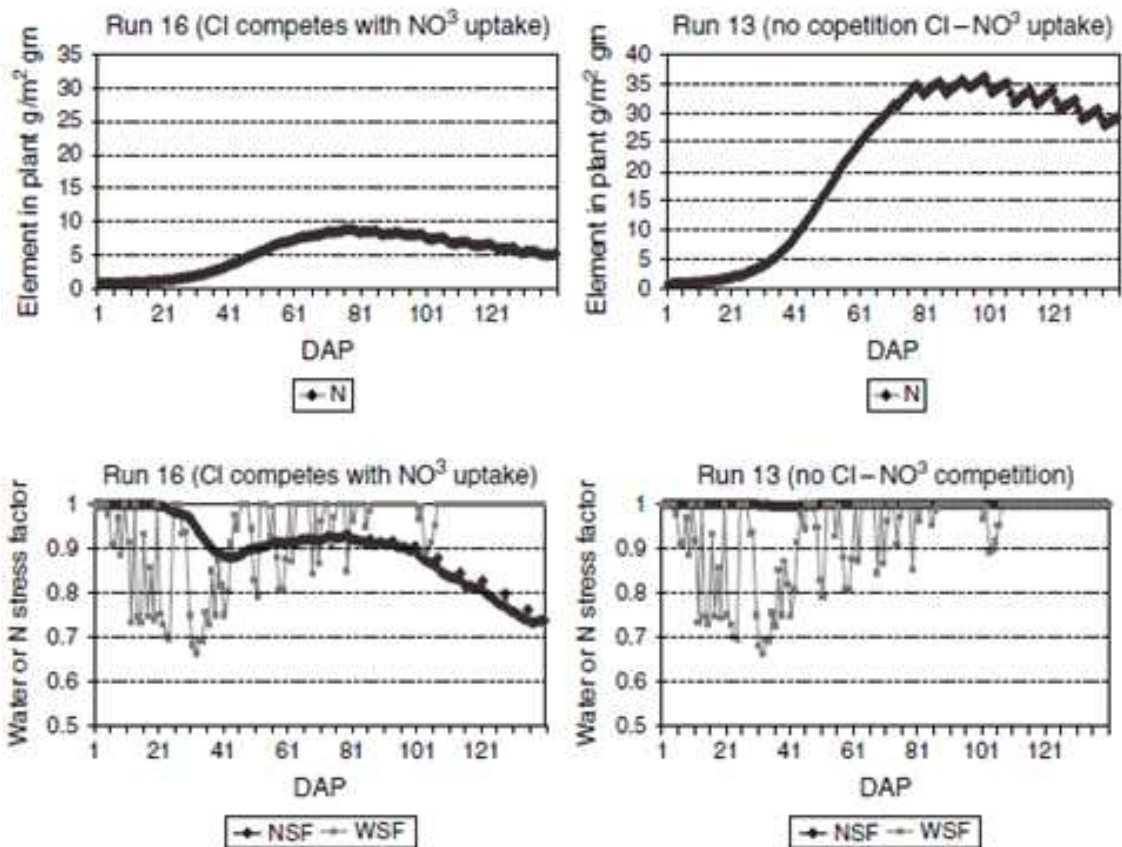 Run 16 (Cl competes with NO³ uptake)
Element in plant g/m² gm
35
30
25
20
15
10
5
0
1 21 41 61 81 101 121
DAP
N
Run 13 (no copetition Cl–NO³ uptake)
Element in plant g/m² gm
40
35
30
25
20
15
10
5
0
1 21 41 61 81 101 121
DAP
N
Run 16 (Cl competes with NO³ uptake)
Water or N stress factor
1
0.9
0.8
0.7
0.6
0.5
1 21 41 61 81 101 121
DAP
NSF WSF
Run 13 (no Cl–NO³ competition)
Water or N stress factor
1
0.9
0.8
0.7
0.6
0.5
1 21 41 61 81 101 121
DAP
NSF WSF